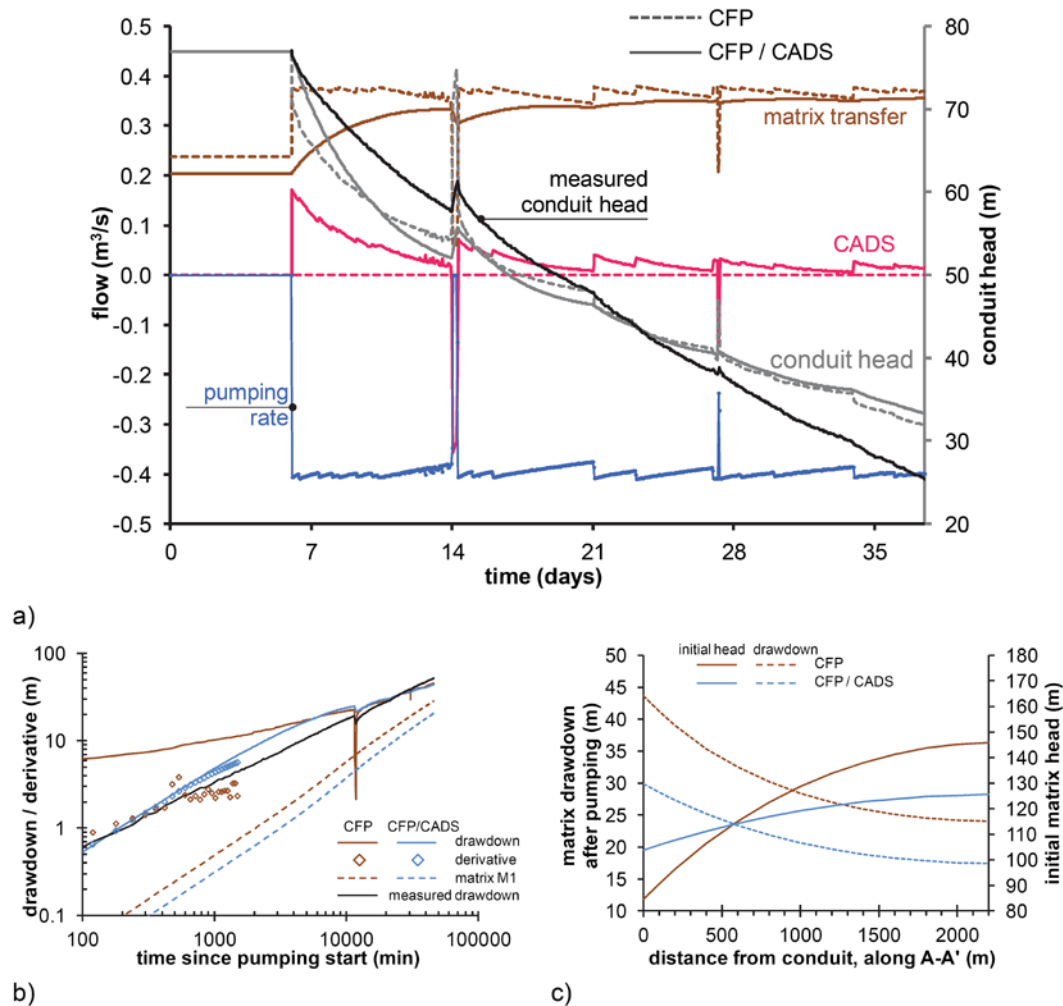 CFP
CFP / CADS
0.5
0.4
0.3
0.2
0.1
0.0
-0.1
-0.2
-0.3
-0.4
-0.5
flow (m³/s)
80
70
60
50
40
30
20
conduit head (m)
matrix transfer
measured
conduit head
CADS
conduit head
pumping
rate
0 7 14 21 28 35
time (days)
a)
100
10
1
0.1
drawdown / derivative (m)
CFP CFP/CADS
drawdown
derivative
matrix M1
measured drawdown
100 1000 10000 100000
time since pumping start (min)
b)
50
45
40
35
30
25
20
15
10
matrix drawdown
after pumping (m)
initial head drawdown
CFP
CFP / CADS
180
170
160
150
140
130
120
110
100
90
80
initial matrix head (m)
0 500 1000 1500 2000
distance from conduit, along A-A' (m)
c)